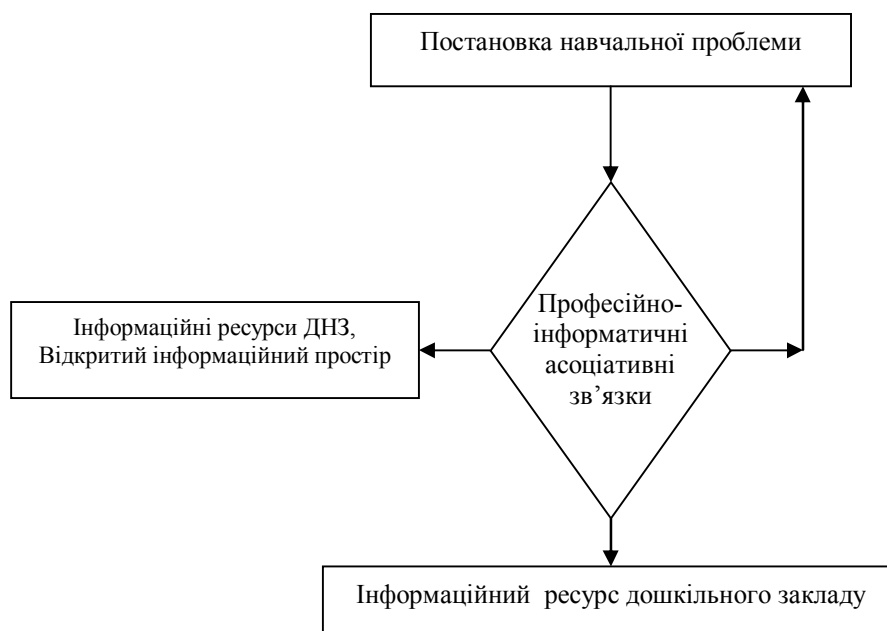 Постановка навчальної проблеми
Професійно-
інформатичні
асоціативні
зв’язки
Інформаційні ресурси ДНЗ,
Відкритий інформаційний простір
Інформаційний ресурс дошкільного закладу